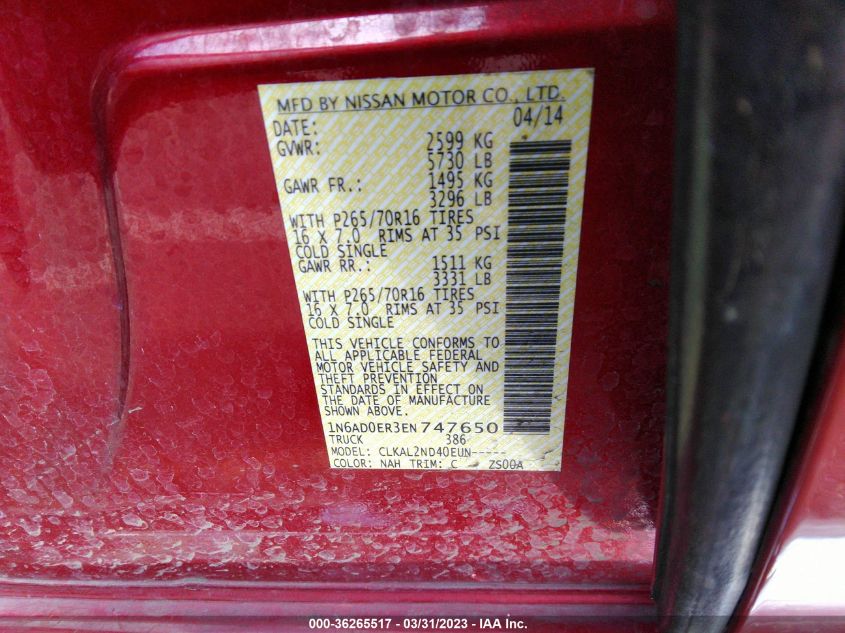 MFD BY NISSAN MOTOR CO., LTD.
DATE: 04/14
GVWR: 2599 KG
5730 LB
GAWR FR.: 1495 KG
3296 LB
WITH P265/70R16 TIRES
16 X 7.0 RIMS AT 35 PSI
COLD SINGLE
GAWR RR.: 1511 KG
3331 LB
WITH P265/70R16 TIRES
16 X 7.0 RIMS AT 35 PSI
COLD SINGLE
THIS VEHICLE CONFORMS TO
ALL APPLICABLE FEDERAL
MOTOR VEHICLE SAFETY AND
THEFT PREVENTION
STANDARDS IN EFFECT ON
THE DATE OF MANUFACTURE
SHOWN ABOVE.
1N6AD0ER3EN747650
TRUCK 386
MODEL: CLKAL2ND40EUN-----
COLOR: NAH TRIM: C ZS00A
000-36265517 - 03/31/2023 - IAA Inc.